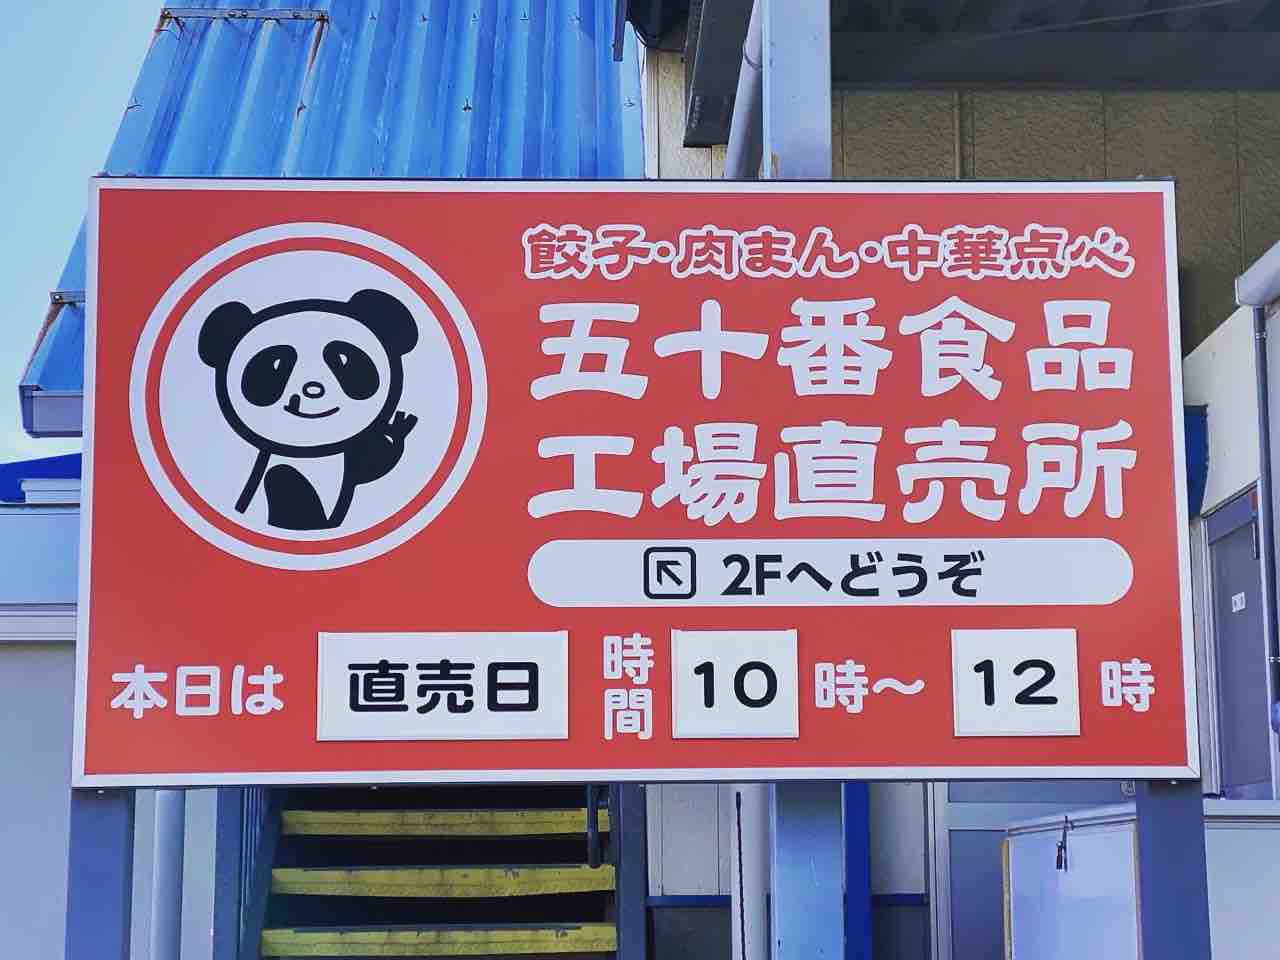 餃子・肉まん・中華点心
五十番食品
工場直売所
2Fへどうぞ
本日は 直売日 時間 10 時〜 12 時